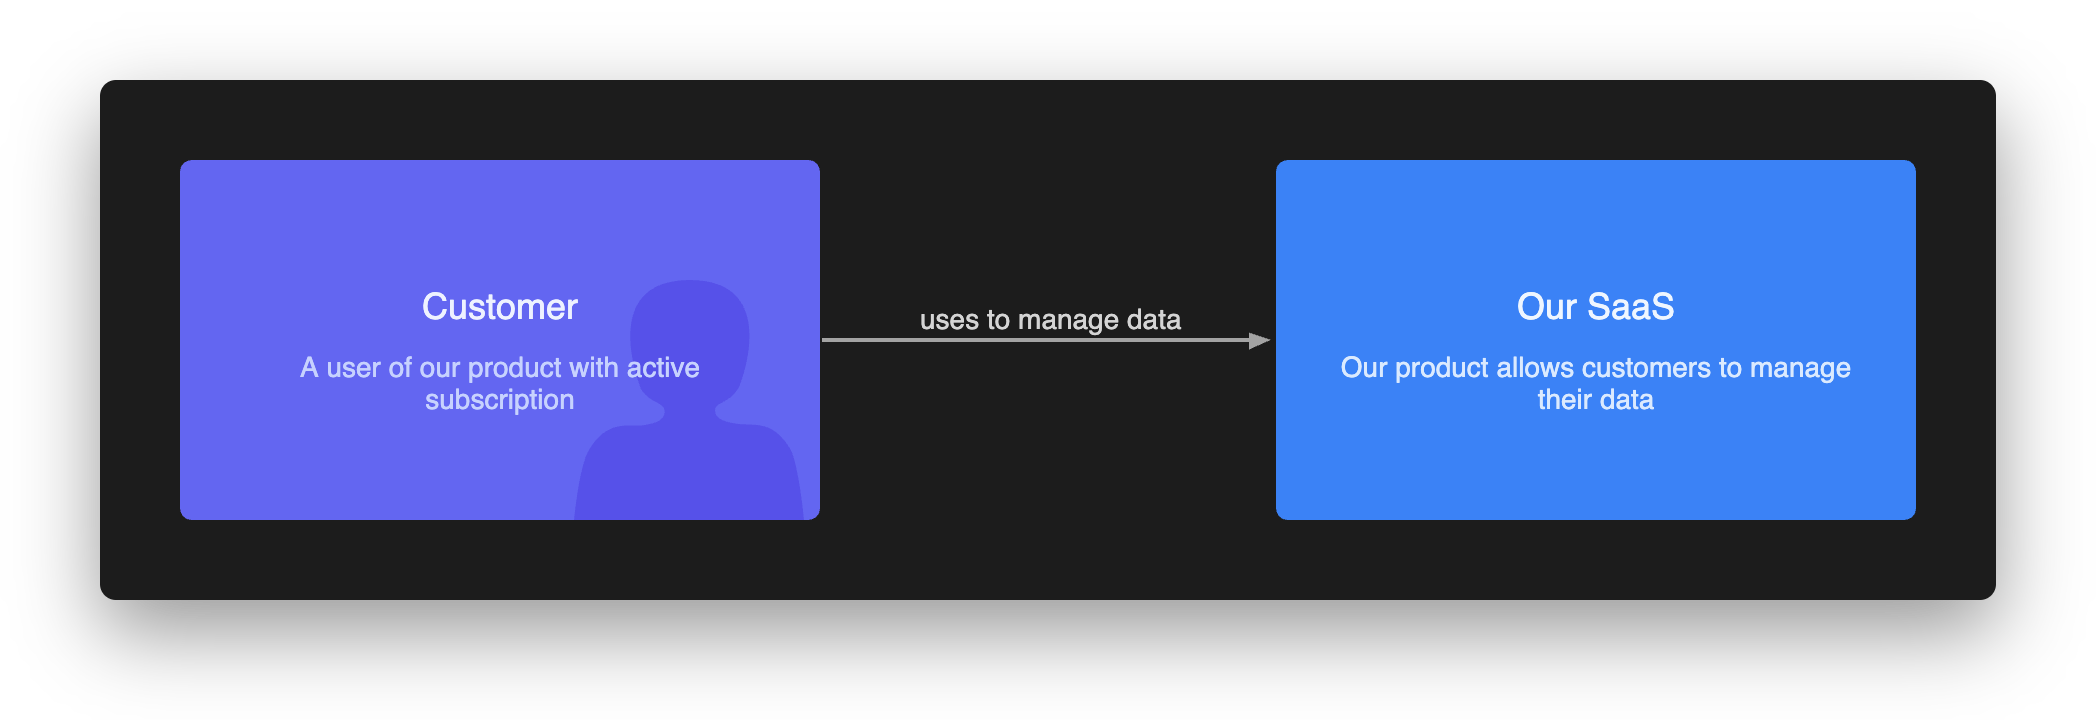 Customer
A user of our product with active
subscription
uses to manage data
Our SaaS
Our product allows customers to manage
their data